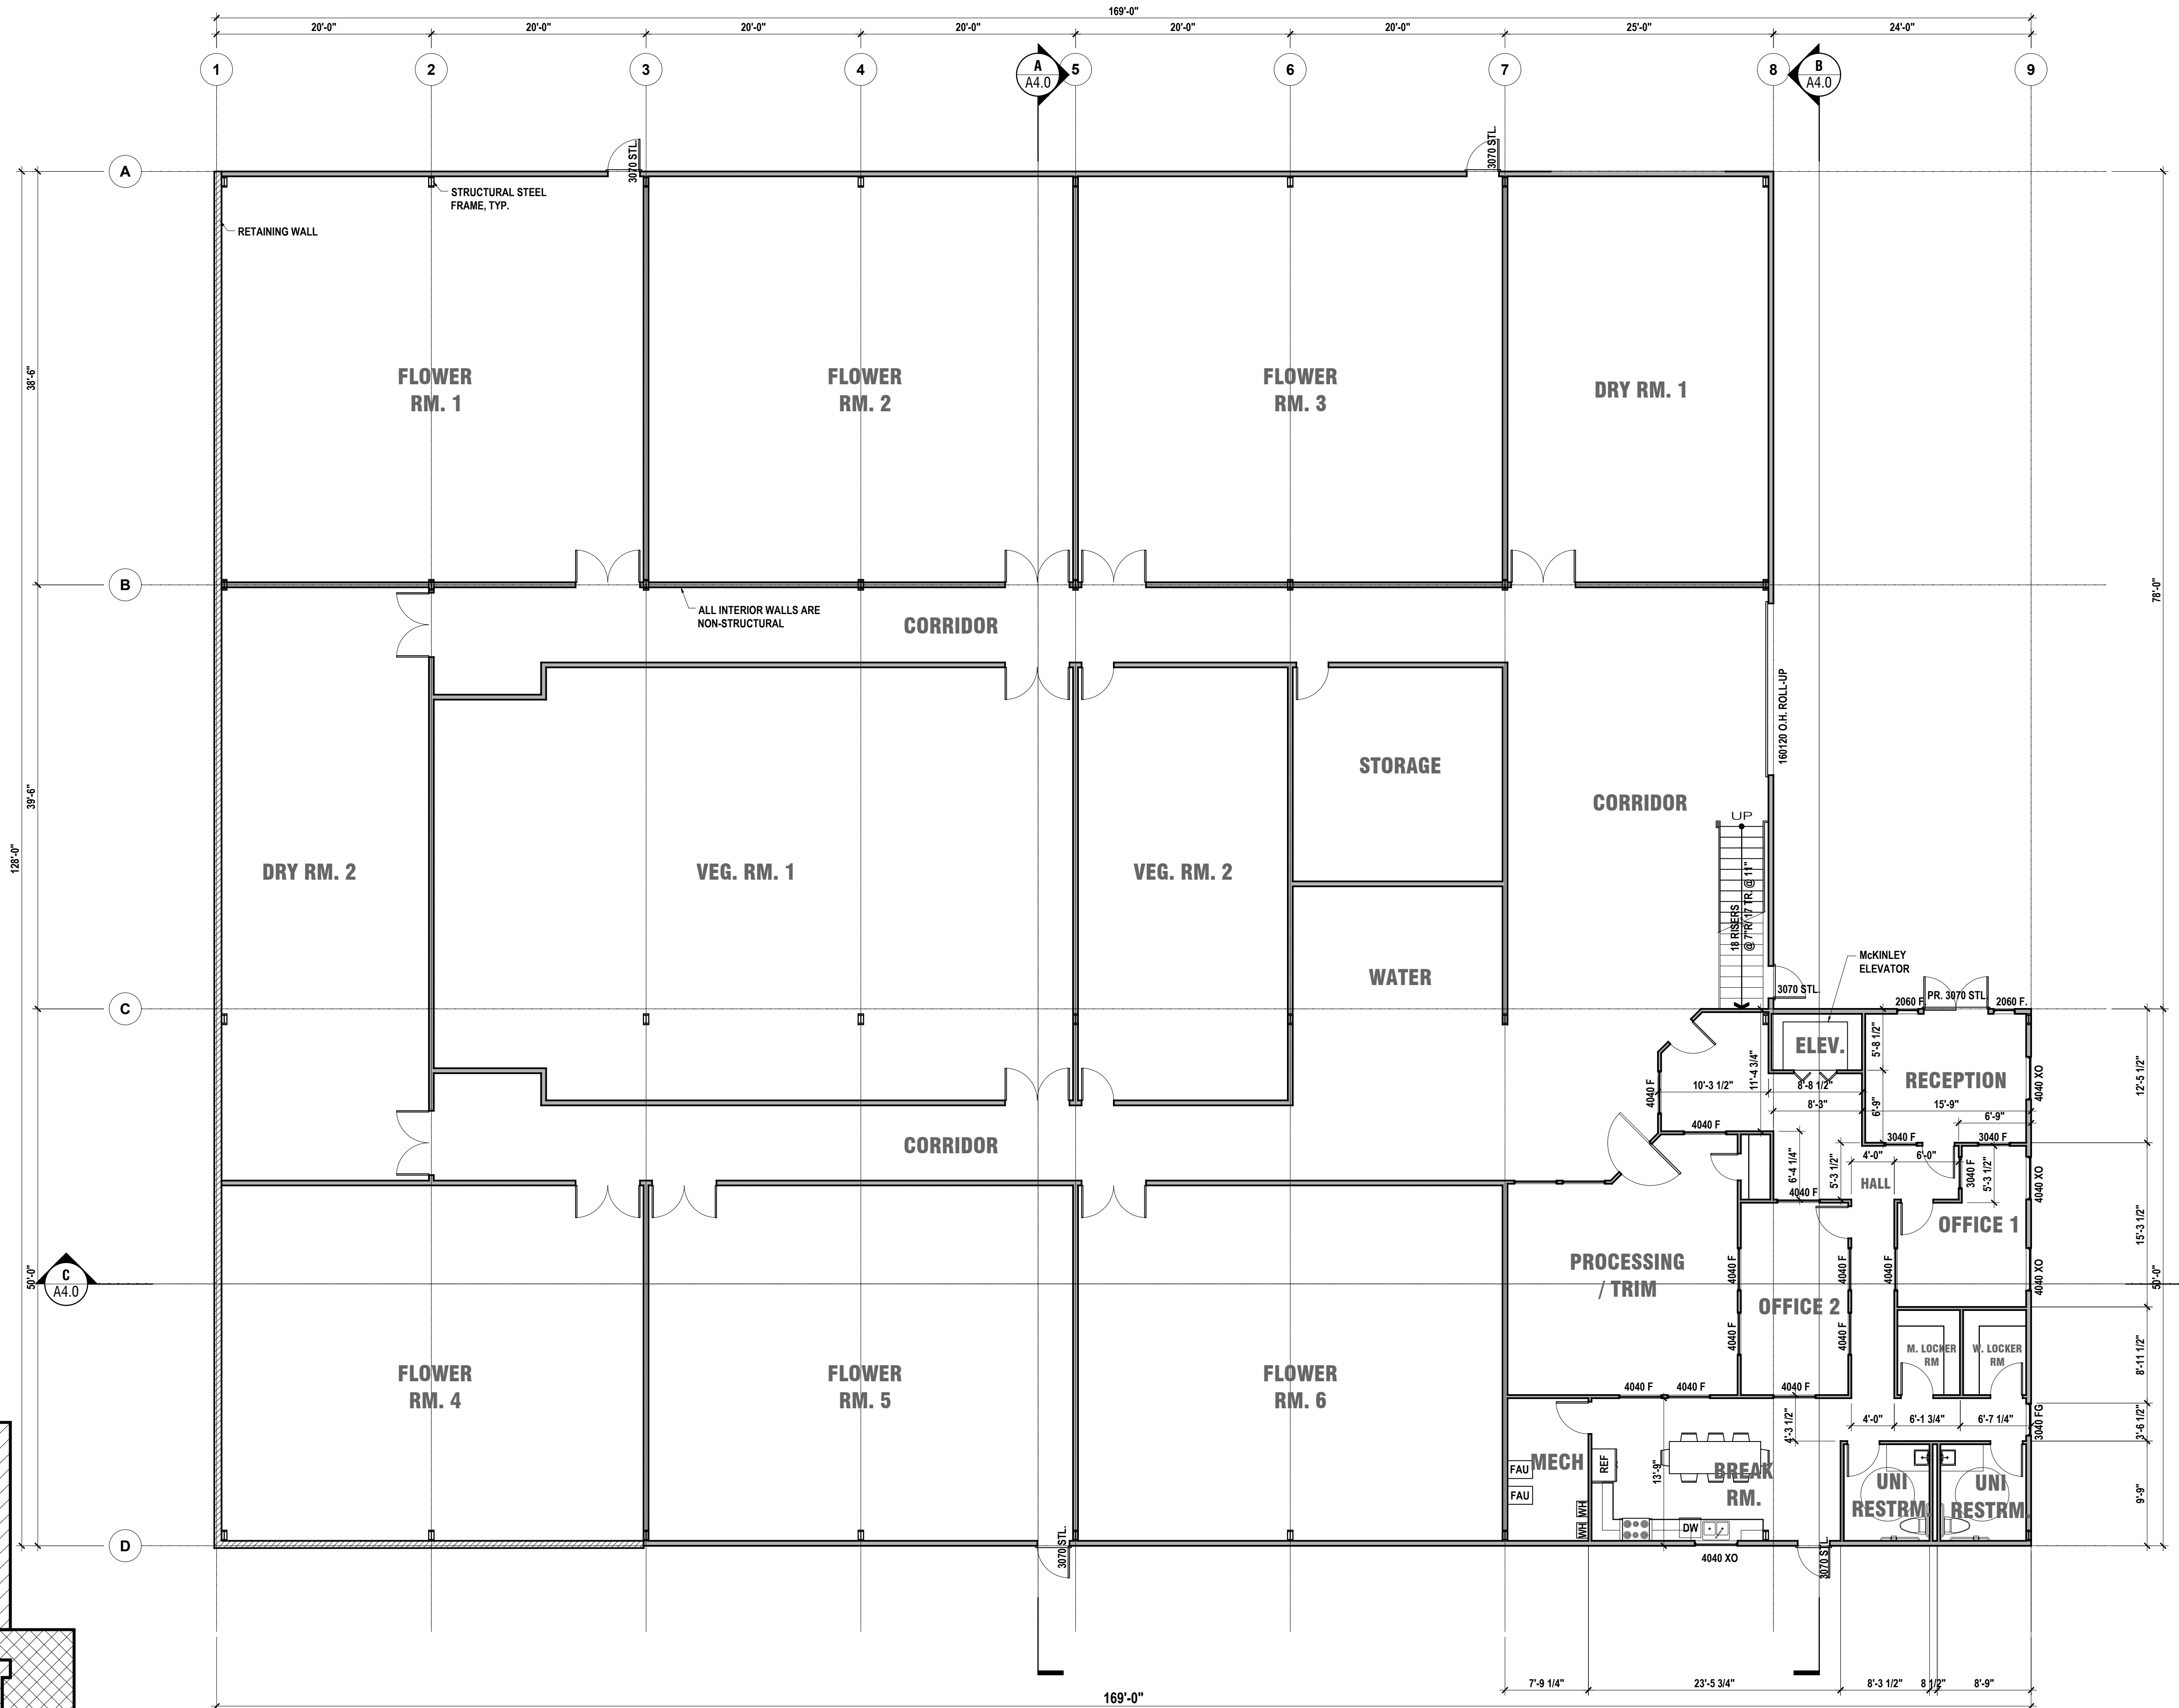 169'-0"
20'-0" 20'-0" 20'-0" 20'-0" 20'-0" 20'-0" 25'-0" 24'-0"
1 2 3 4 A A4.0 5 6 7 8 B A4.0 9
A
3070 STL.
3070 STL.
STRUCTURAL STEEL
FRAME, TYP.
RETAINING WALL
38'-6"
78'-0"
FLOWER
RM. 1
FLOWER
RM. 2
FLOWER
RM. 3
DRY RM. 1
B
ALL INTERIOR WALLS ARE
NON-STRUCTURAL
CORRIDOR
160120 O.H. ROLL-UP
STORAGE
CORRIDOR
39'-6"
128'-0"
UP
DRY RM. 2
VEG. RM. 1
VEG. RM. 2
18 RISERS
@ 7"R/ 17 TR. @ 11"
WATER
McKINLEY
ELEVATOR
3070 STL.
2060 F
PR. 3070 STL.
2060 F.
C
ELEV.
5'-8 1/2"
RECEPTION
4040 XO
12'-5 1/2"
4040 F
10'-3 1/2"
11'-4 3/4"
8'-8 1/2"
8'-3"
6'-9"
15'-9"
6'-9"
4040 F
3040 F
3040 F
CORRIDOR
6'-4 1/4"
5'-3 1/2"
4'-0"
6'-0"
3040 F
5'-3 1/2"
4040 XO
HALL
4040 F
OFFICE 1
15'-3 1/2"
C
A4.0
50'-0"
50'-0"
PROCESSING
/ TRIM
4040 F
4040 F
4040 F
4040 XO
OFFICE 2
4040 F
4040 F
M. LOCKER
RM
W. LOCKER
RM
8'-11 1/2"
FLOWER
RM. 4
FLOWER
RM. 5
FLOWER
RM. 6
4040 F
4040 F
4040 F
4'-3 1/2"
4'-0"
6'-1 3/4"
6'-7 1/4"
3040 FG
3'-6 1/2"
MECH
FAU
FAU
REF
13'-9"
BREAK
RM.
UNI
RESTRM.
UNI
RESTRM.
9'-9"
WH
WH
DW
D
3070 STL.
4040 XO
3070 STL.
7'-9 1/4"
23'-5 3/4"
8'-3 1/2"
8 1/2"
8'-9"
169'-0"